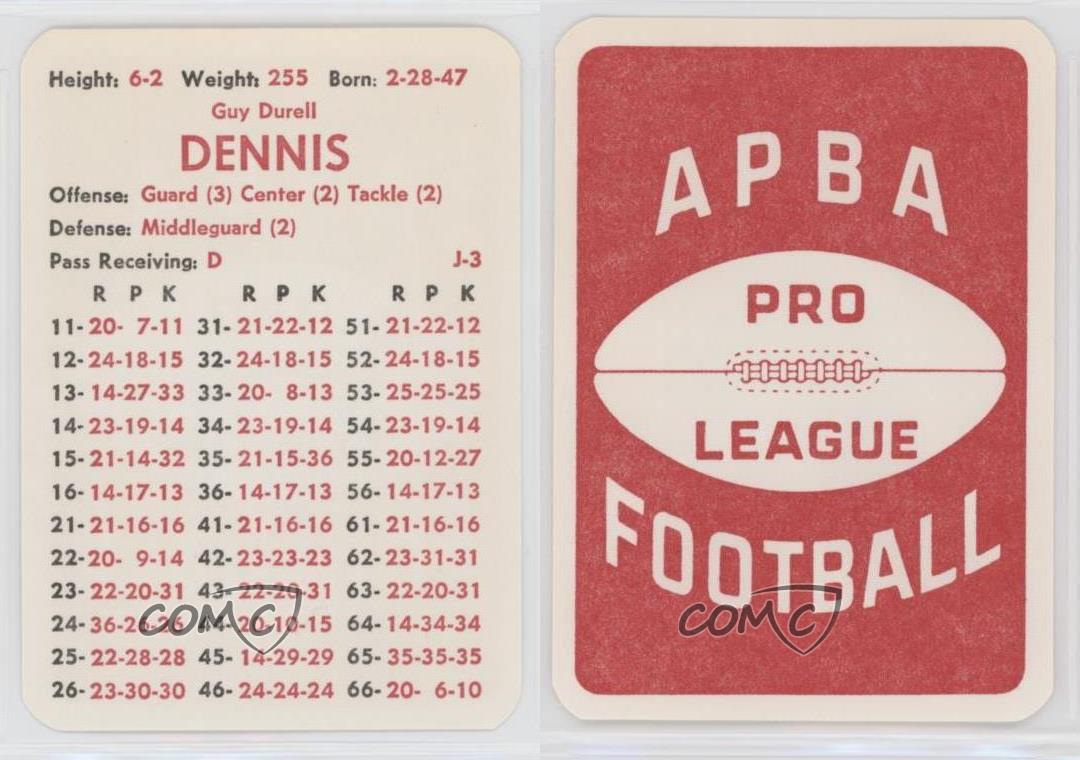 Height: 6-2 Weight: 255 Born: 2-28-47
Guy Durell
DENNIS
Offense: Guard (3) Center (2) Tackle (2)
Defense: Middleguard (2)
Pass Receiving: D J-3
R P K R P K R P K
11- 20- 7-11 31- 21-22-12 51- 21-22-12
12- 24-18-15 32- 24-18-15 52- 24-18-15
13- 14-27-33 33- 20- 8-13 53- 25-25-25
14- 23-19-14 34- 23-19-14 54- 23-19-14
15- 21-14-32 35- 21-15-36 55- 20-12-27
16- 14-17-13 36- 14-17-13 56- 14-17-13
21- 21-16-16 41- 21-16-16 61- 21-16-16
22- 20- 9-14 42- 23-23-23 62- 23-31-31
23- 22-20-31 43- 22-20-31 63- 22-20-31
24- 36-26-26 44- 20-10-15 64- 14-34-34
25- 22-28-28 45- 14-29-29 65- 35-35-35
26- 23-30-30 46- 24-24-24 66- 20- 6-10
COMC
APBA
PRO
LEAGUE
FOOTBALL
COMC